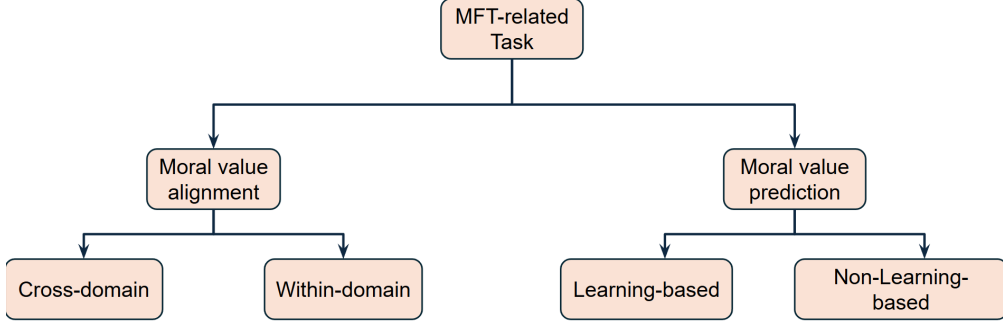 MFT-related
Task
Moral value
alignment
Moral value
prediction
Cross-domain
Within-domain
Learning-based
Non-Learning-
based